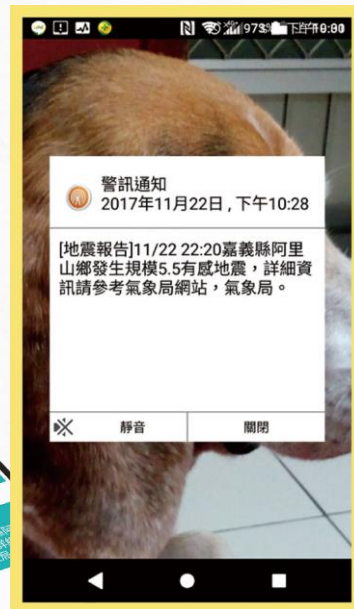 警訊通知
2017年11月22日 , 下午10:28
[地震報告]11/22 22:20嘉義縣阿里
山鄉發生規模5.5有感地震，詳細資
訊請參考氣象局網站，氣象局。
靜音 關閉